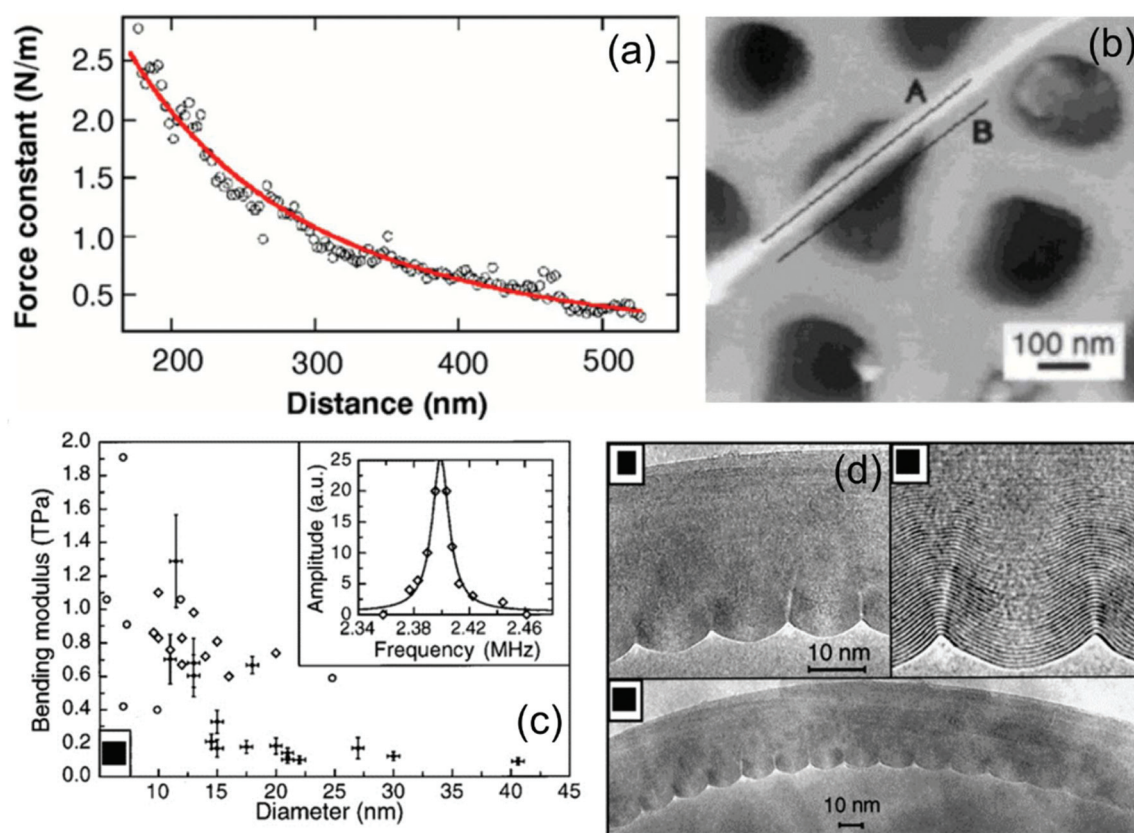 (a)
Force constant (N/m)
2.5
2.0
1.5
1.0
0.5
200 300 400 500
Distance (nm)
(b)
A
B
100 nm
(c)
Bending modulus (TPa)
2.0
1.8
1.6
1.4
1.2
1.0
0.8
0.6
0.4
0.2
0.0
10 15 20 25 30 35 40 45
Diameter (nm)
Amplitude (a.u.)
25
20
15
10
5
0
2.34 2.38 2.42 2.46
Frequency (MHz)
(d)
10 nm
10 nm